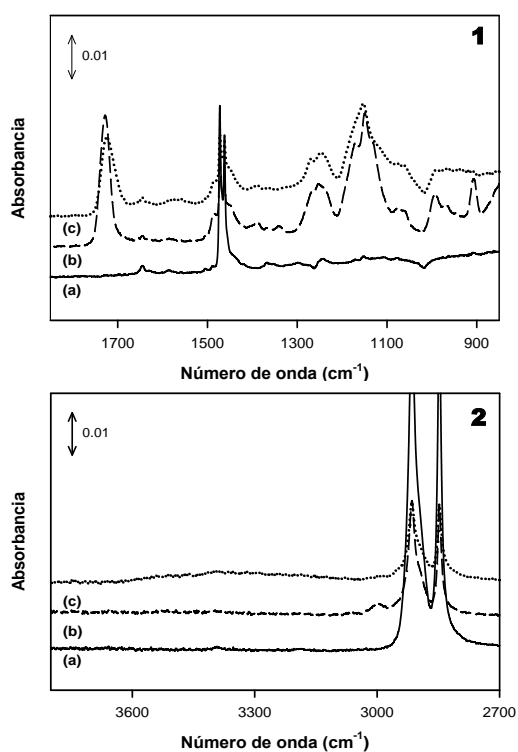 1
0.01
Absorbancia
(c)
(b)
(a)
1700 1500 1300 1100 900
Número de onda (cm-1)
2
0.01
Absorbancia
(c)
(b)
(a)
3600 3300 3000 2700
Número de onda (cm-1)